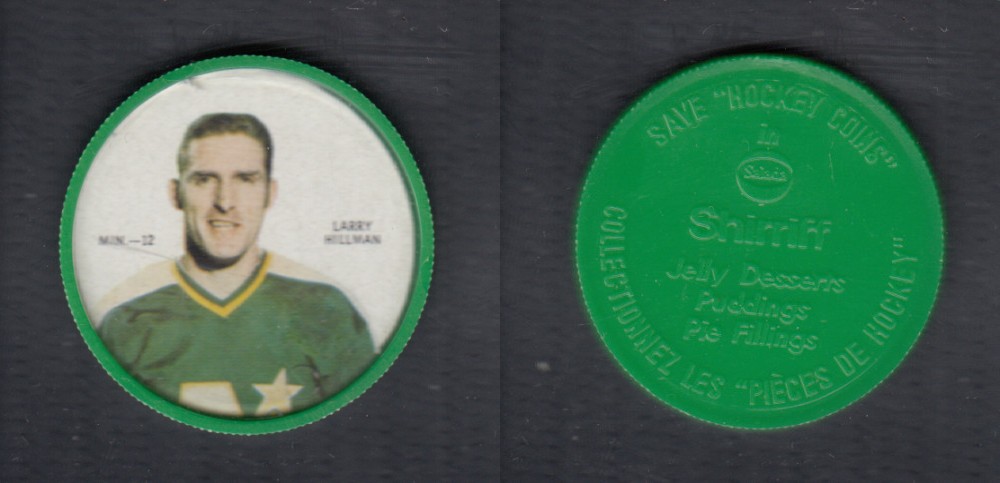 MIN.—12
LARRY
HILLMAN
SAVE "HOCKEY COINS"
in
Salada
Shirriff
Jelly Desserts
Puddings
Pie Fillings
COLLECTIONNEZ LES "PIÈCES DE HOCKEY"